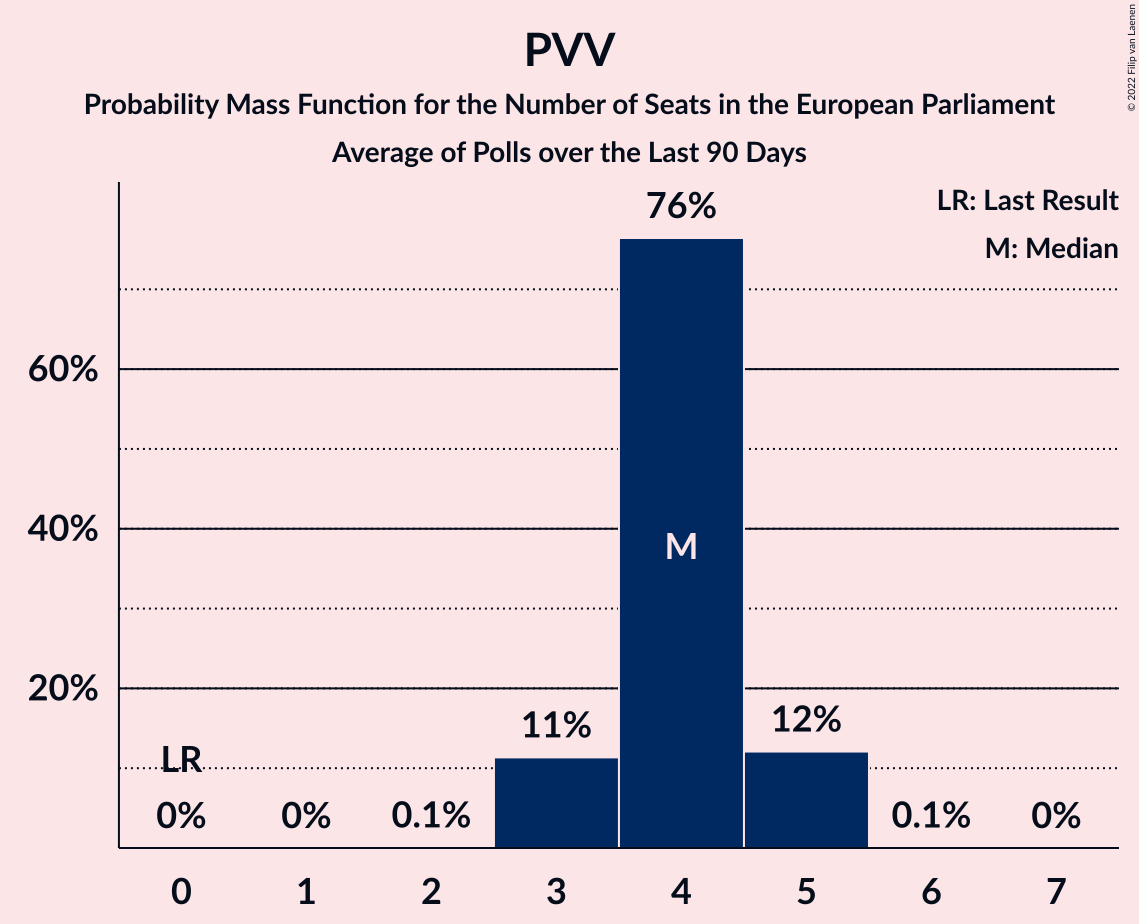 PVV
Probability Mass Function for the Number of Seats in the European Parliament
Average of Polls over the Last 90 Days
© 2022 Filip van Laenen
LR: Last Result
M: Median
76%
60%
40%
M
20%
11%
12%
LR
0%
0%
0.1%
0.1%
0%
0 1 2 3 4 5 6 7